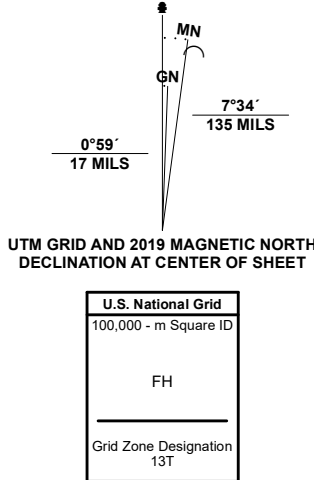 MN
GN
7°34´
135 MILS
0°59´
17 MILS
UTM GRID AND 2019 MAGNETIC NORTH
DECLINATION AT CENTER OF SHEET
U.S. National Grid
100,000 - m Square ID
FH
Grid Zone Designation
13T